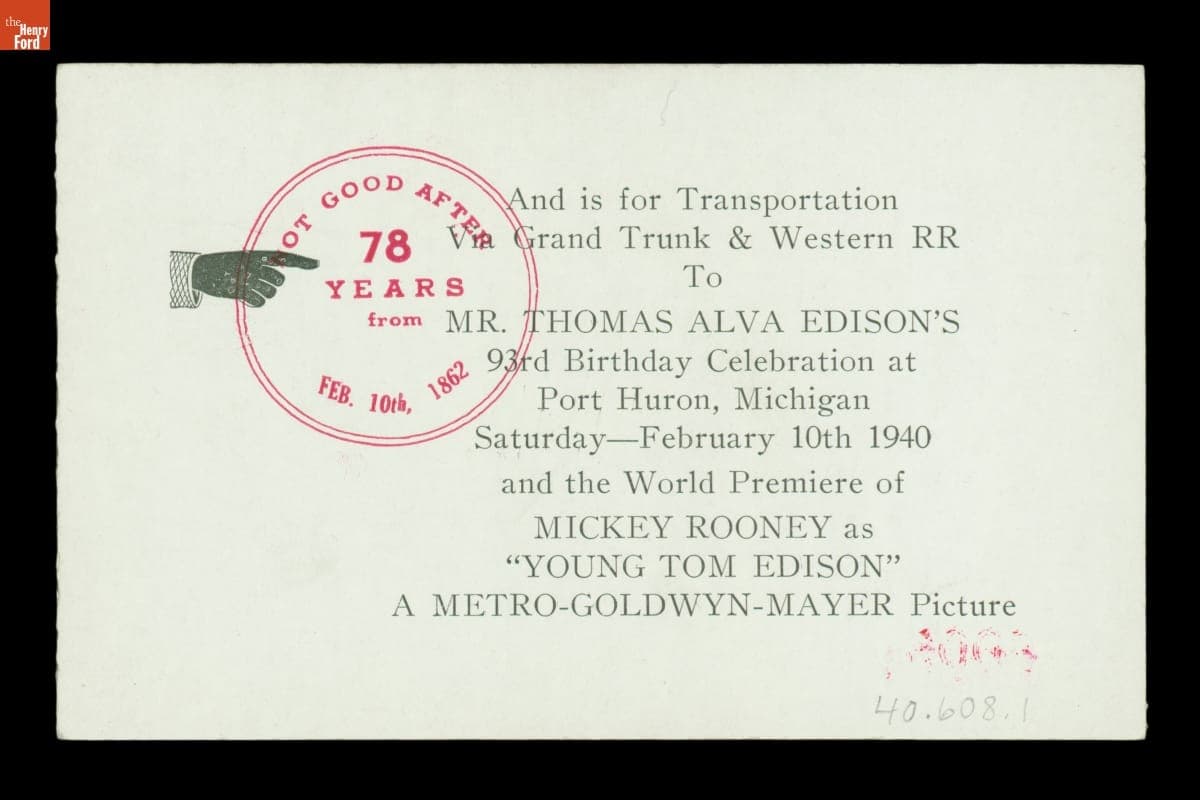 the
Henry
Ford
NOT GOOD AFTER
78
YEARS
from
FEB. 10th, 1862
And is for Transportation
Via Grand Trunk & Western RR
To
MR. THOMAS ALVA EDISON'S
93rd Birthday Celebration at
Port Huron, Michigan
Saturday—February 10th 1940
and the World Premiere of
MICKEY ROONEY as
“YOUNG TOM EDISON”
A METRO-GOLDWYN-MAYER Picture
40.608.1